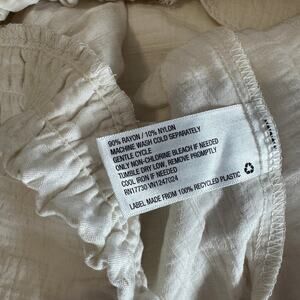 90% RAYON / 10% NYLON
MACHINE WASH COLD SEPARATELY
GENTLE CYCLE
ONLY NON-CHLORINE BLEACH IF NEEDED
TUMBLE DRY LOW, REMOVE PROMPTLY
COOL IRON IF NEEDED
RN17730 VN1247024
LABEL MADE FROM 100% RECYCLED PLASTIC